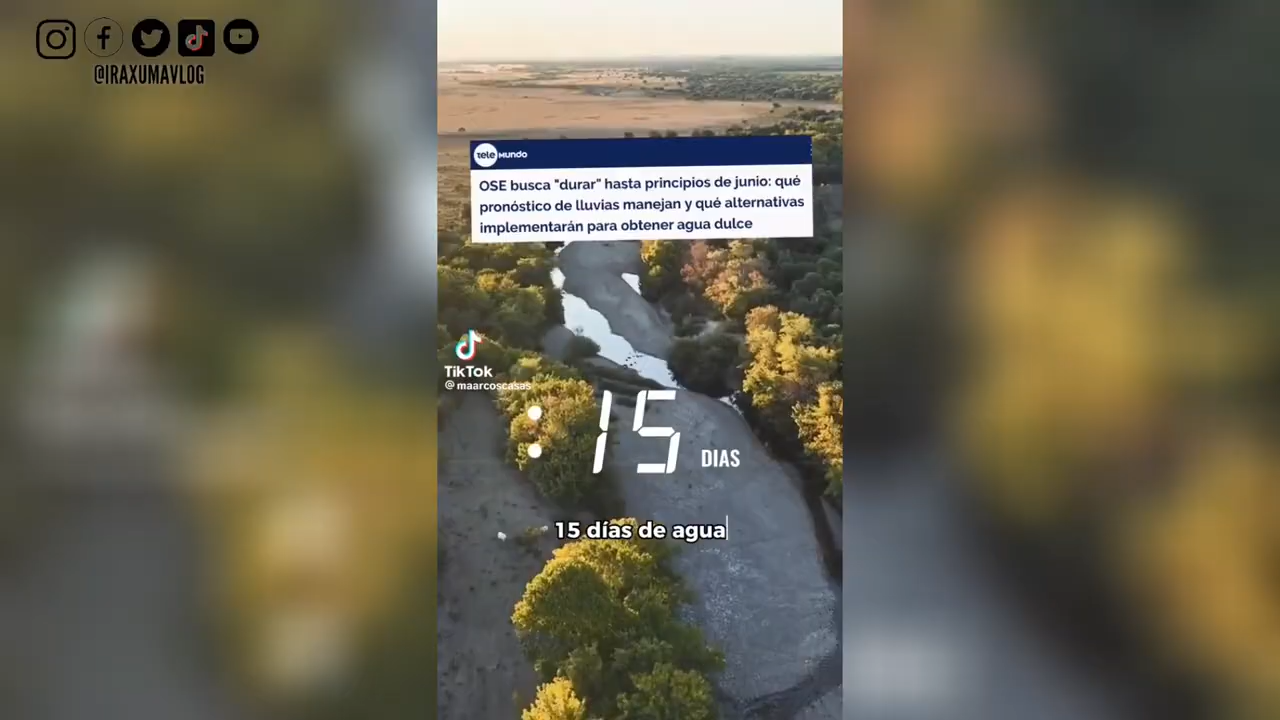 @IRAXUMAVLOG
Tele MUNDO
OSE busca "durar" hasta principios de junio: qué
pronóstico de lluvias manejan y qué alternativas
implementarán para obtener agua dulce
TikTok
@maarcoscasas
:15 DIAS
15 días de agua